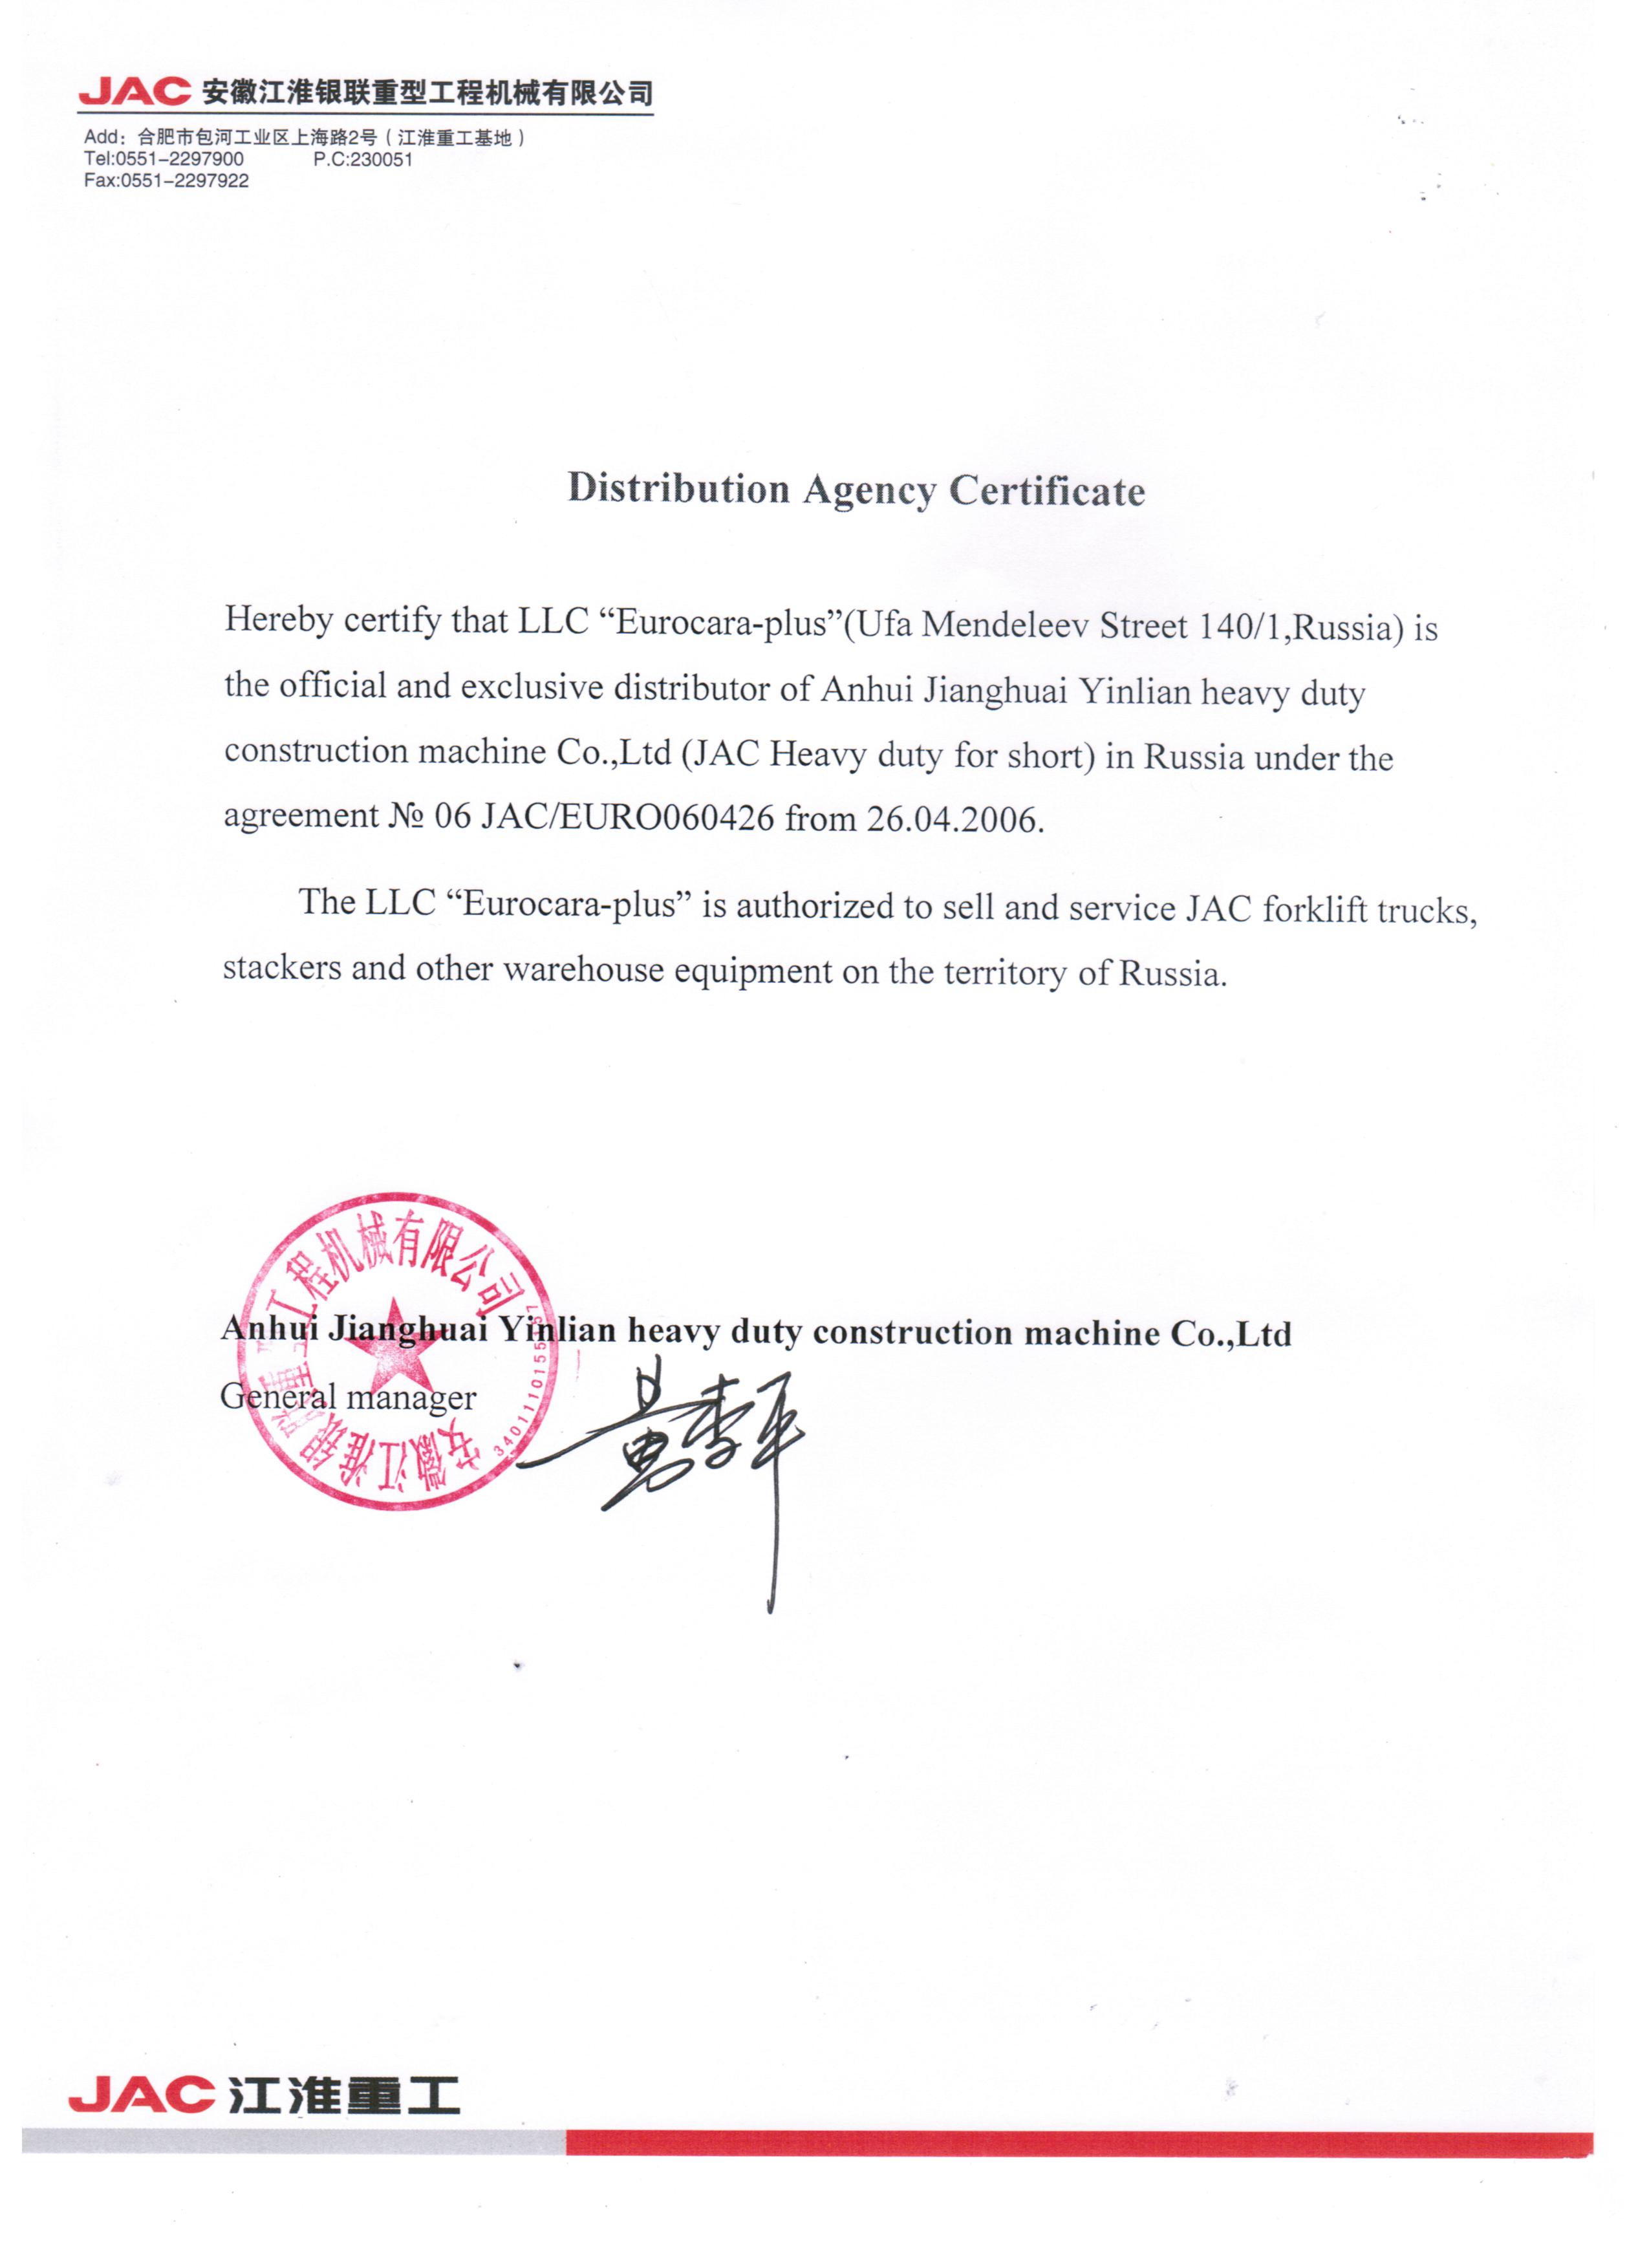 JAC 安徽江淮银联重型工程机械有限公司
Add：合肥市包河工业区上海路2号（江淮重工基地）
Tel:0551-2297900 P.C:230051
Fax:0551-2297922
Distribution Agency Certificate
Hereby certify that LLC “Eurocara-plus”(Ufa Mendeleev Street 140/1,Russia) is
the official and exclusive distributor of Anhui Jianghuai Yinlian heavy duty
construction machine Co.,Ltd (JAC Heavy duty for short) in Russia under the
agreement № 06 JAC/EURO060426 from 26.04.2006.
The LLC “Eurocara-plus” is authorized to sell and service JAC forklift trucks,
stackers and other warehouse equipment on the territory of Russia.
安徽江淮银联重型工程机械有限公司
Anhui Jianghuai Yinlian heavy duty construction machine Co.,Ltd
General manager
JAC 江淮重工